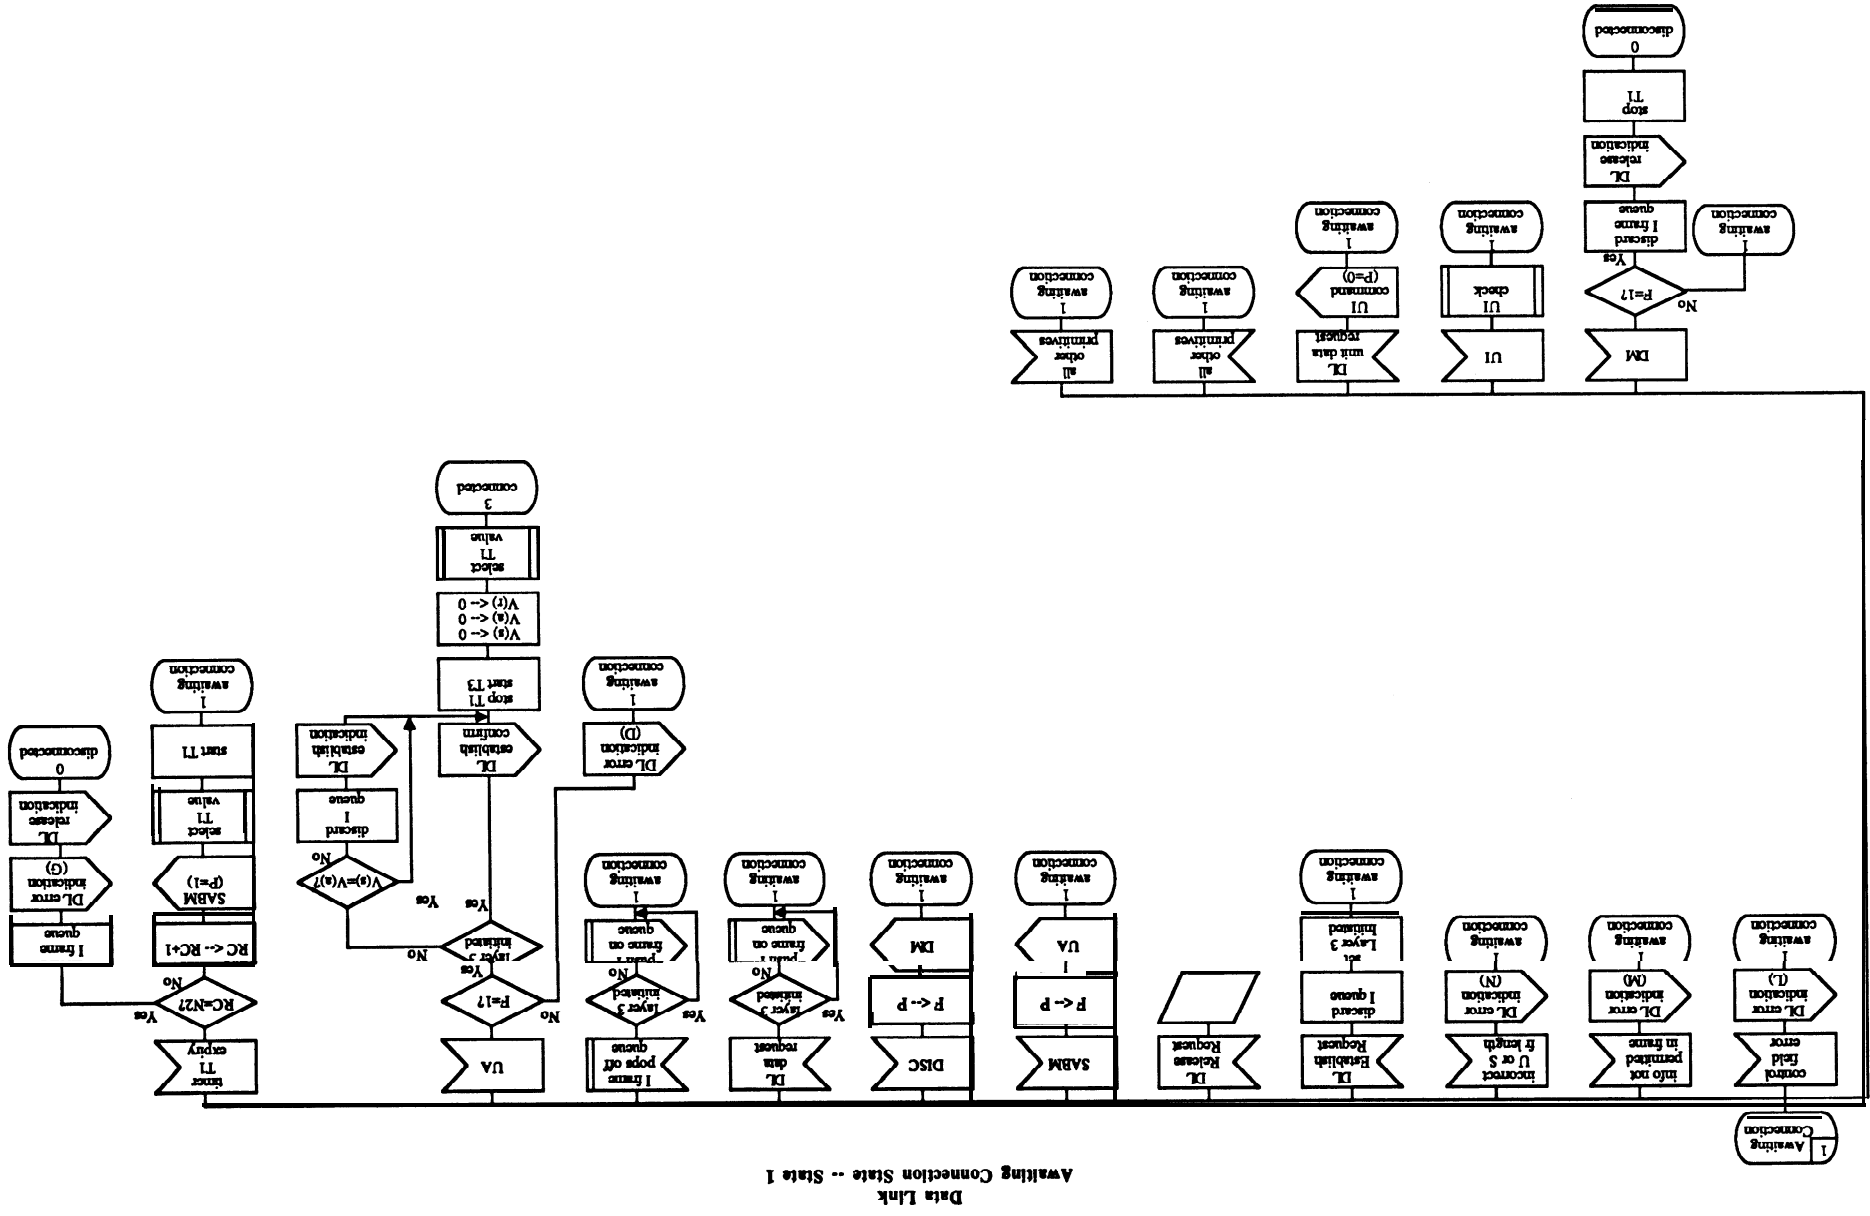 Data Link
Awaiting Connection State -- State 1
1
Awaiting
Connection
control
field
error
DL error
indication
(L)
1
awaiting
connection
info not
permitted
in frame
DL error
indication
(M)
1
awaiting
connection
incorrect
U or S
fr length
DL error
indication
(N)
1
awaiting
connection
DL
Establish
Request
discard
I queue
set
Layer 3
Initiated
1
awaiting
connection
DL
Release
Request
SABM
F <-- P
UA
1
awaiting
connection
DISC
F <-- P
DM
1
awaiting
connection
DL
data
request
layer 3
initiated
Yes
No
push I
frame on
queue
1
awaiting
connection
I frame
pops off
queue
layer 3
initiated
Yes
No
push I
frame on
queue
1
awaiting
connection
UA
F=1?
No
Yes
DL error
indication
(D)
1
awaiting
connection
layer 3
initiated
No
Yes
DL
establish
confirm
V(s)=V(a)?
Yes
No
discard
I
queue
DL
establish
indication
stop T1
start T3
V(s) <-- 0
V(a) <-- 0
V(r) <-- 0
select
T1
value
3
connected
timer
T1
expiry
RC=N2?
Yes
No
RC <-- RC+1
SABM
(P=1)
select
T1
value
start T1
1
awaiting
connection
I frame
queue
DL error
indication
(G)
DL
release
indication
0
disconnected
DM
F=1?
No
Yes
1
awaiting
connection
discard
I frame
queue
DL
release
indication
stop
T1
0
disconnected
UI
UI
check
1
awaiting
connection
DL
unit data
request
UI
command
(P=0)
1
awaiting
connection
all
other
primitives
1
awaiting
connection
all
other
primitives
1
awaiting
connection